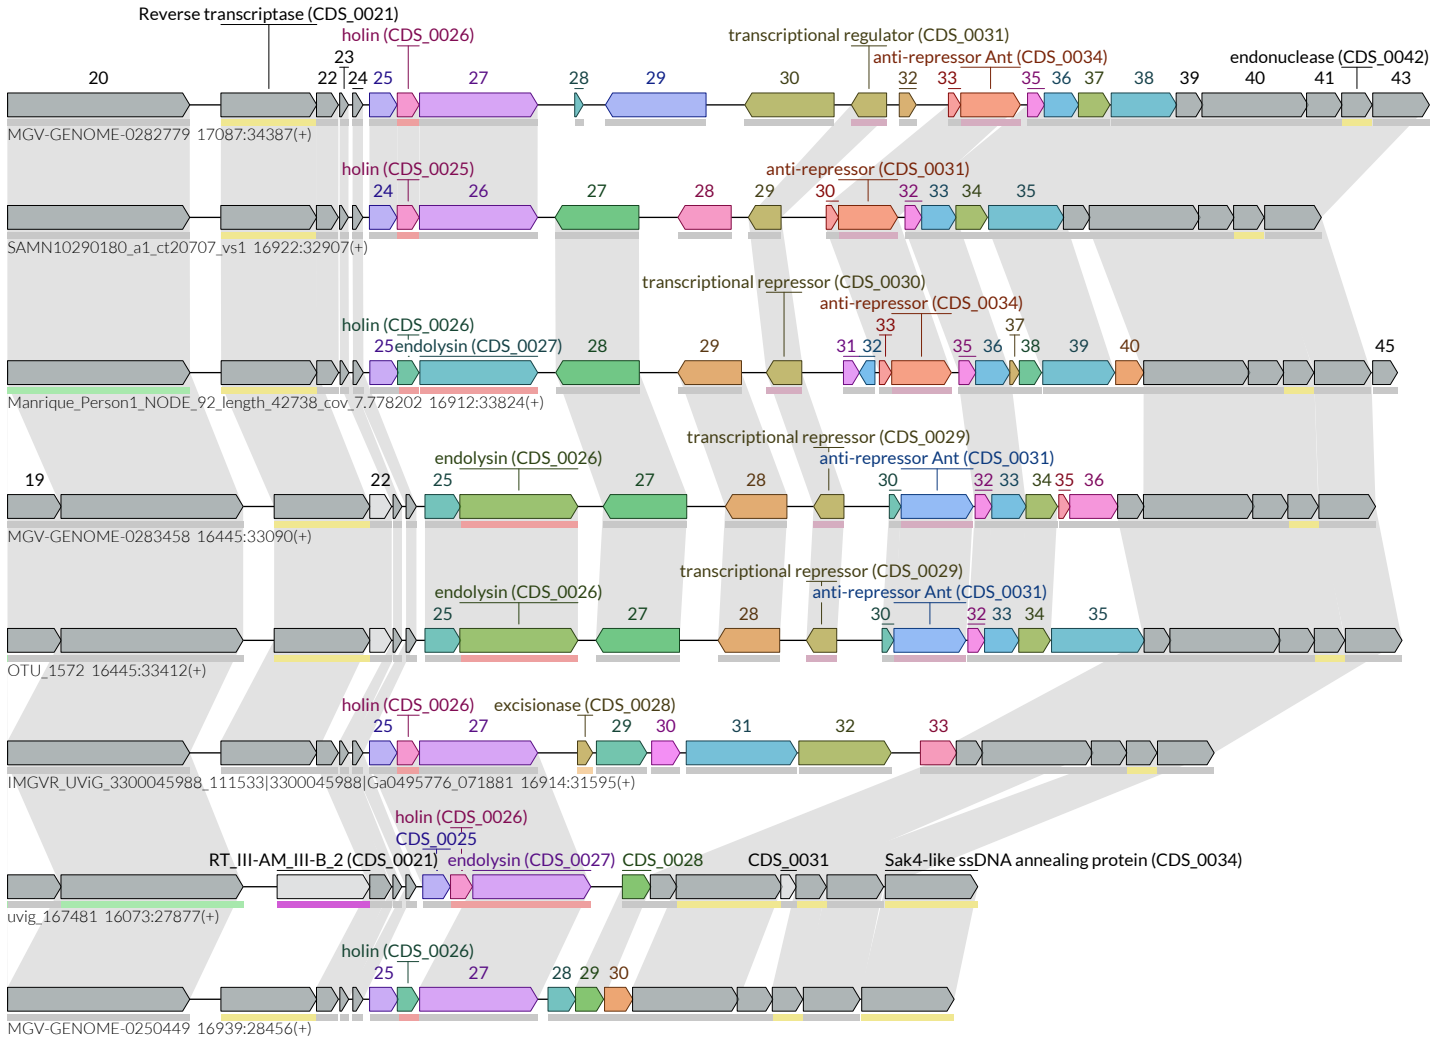 Reverse transcriptase (CDS_0021)
holin (CDS_0026) transcriptional regulator (CDS_0031)
23 anti-repressor Ant (CDS_0034) endonuclease (CDS_0042)
20 22 24 25 27 28 29 30 32 33 35 36 37 38 39 40 41 43
MGV-GENOME-0282779 17087:34387(+)
holin (CDS_0025) anti-repressor (CDS_0031)
24 26 27 28 29 30 32 33 34 35
SAMN10290180_a1_ct20707_vs1 16922:32907(+)
transcriptional repressor (CDS_0030)
anti-repressor (CDS_0034)
holin (CDS_0026) 33 37
25 endolysin (CDS_0027) 28 29 31 32 35 36 38 39 40 45
Manrique_Person1_NODE_92_length_42738_cov_7.778202 16912:33824(+)
transcriptional repressor (CDS_0029)
endolysin (CDS_0026) anti-repressor Ant (CDS_0031)
19 22 25 27 28 30 32 33 34 35 36
MGV-GENOME-0283458 16445:33090(+)
transcriptional repressor (CDS_0029)
endolysin (CDS_0026) anti-repressor Ant (CDS_0031)
25 27 28 30 32 33 34 35
OTU_1572 16445:33412(+)
holin (CDS_0026) excisionase (CDS_0028)
25 27 29 30 31 32 33
IMGVR_UViG_3300045988_111533|3300045988|Ga0495776_071881 16914:31595(+)
holin (CDS_0026)
CDS_0025
RT_III-AM_III-B_2 (CDS_0021) endolysin (CDS_0027) CDS_0028 CDS_0031 Sak4-like ssDNA annealing protein (CDS_0034)
uvig_167481 16073:27877(+)
holin (CDS_0026)
25 27 28 29 30
MGV-GENOME-0250449 16939:28456(+)